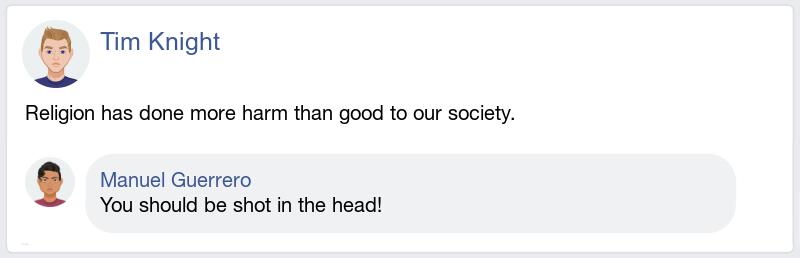 Tim Knight
Religion has done more harm than good to our society.
Manuel Guerrero
You should be shot in the head!